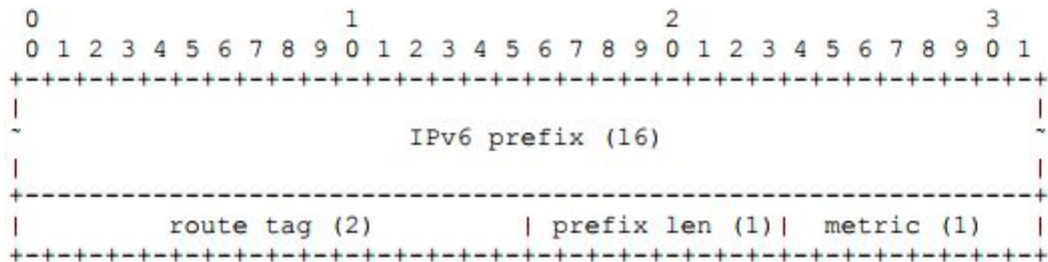 0                   1                   2                   3
 0 1 2 3 4 5 6 7 8 9 0 1 2 3 4 5 6 7 8 9 0 1 2 3 4 5 6 7 8 9 0 1
+-+-+-+-+-+-+-+-+-+-+-+-+-+-+-+-+-+-+-+-+-+-+-+-+-+-+-+-+-+-+-+-+
|                                                               |
~                        IPv6 prefix (16)                       ~
|                                                               |
+---------------------------------------------------------------+
|         route tag (2)         | prefix len (1)|  metric (1)   |
+-+-+-+-+-+-+-+-+-+-+-+-+-+-+-+-+-+-+-+-+-+-+-+-+-+-+-+-+-+-+-+-+